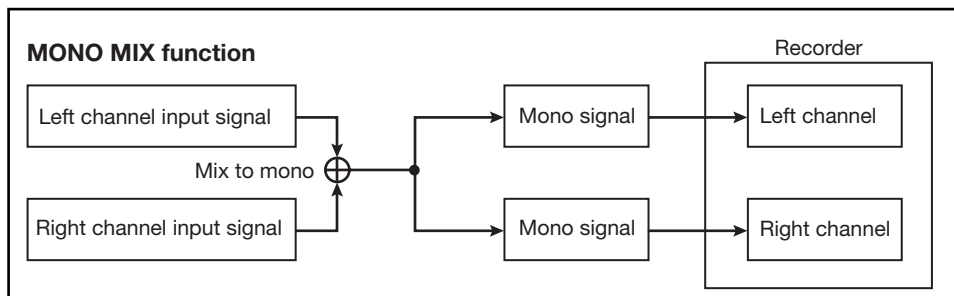 MONO MIX function
Recorder
Left channel input signal
Mono signal
Left channel
Mix to mono
Right channel input signal
Mono signal
Right channel